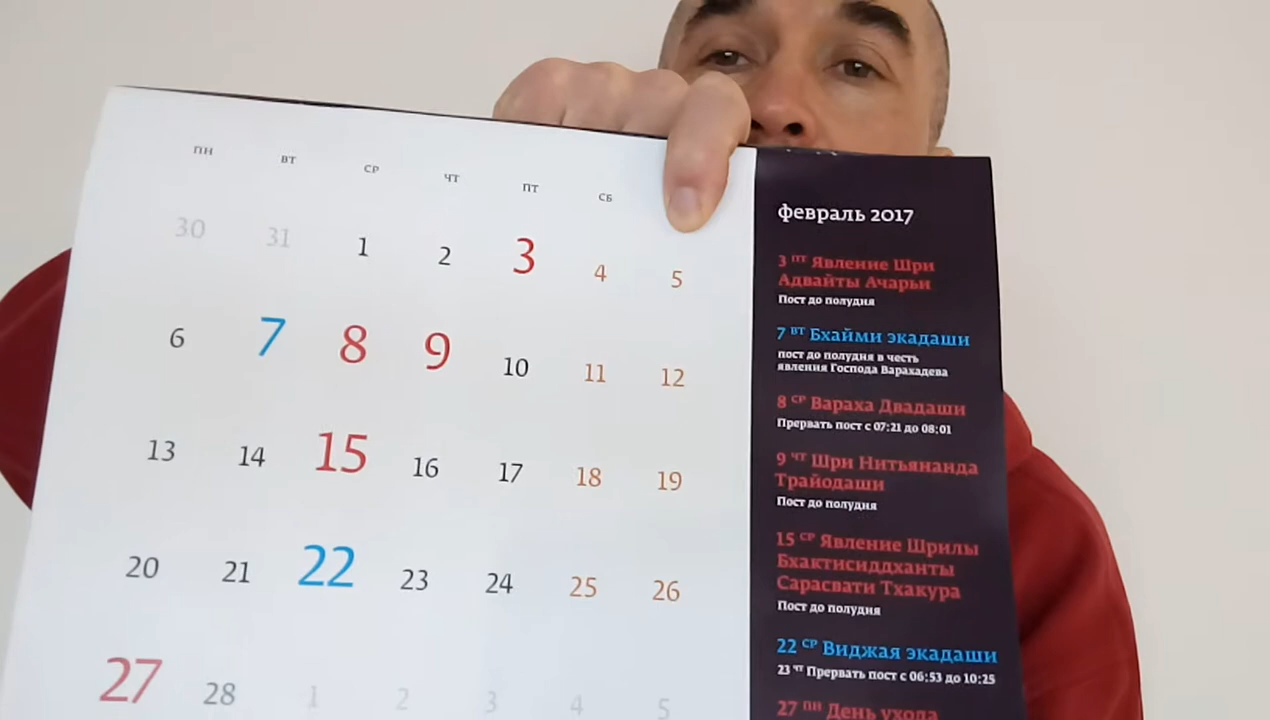 пн вт ср чт пт сб
30 31 1 2 3 4 5
6 7 8 9 10 11 12
13 14 15 16 17 18 19
20 21 22 23 24 25 26
27 28 1 2 3 4 5
февраль 2017
3 пт Явление Шри
Адвайты Ачарьи
Пост до полудня
7 вт Бхайми экадаши
пост до полудня в честь
явления Господа Варахадева
8 ср Вараха Двадаши
Прервать пост с 07:21 до 08:01
9 чт Шри Нитьянанда
Трайодаши
Пост до полудня
15 ср Явление Шрилы
Бхактисиддханты
Сарасвати Тхакура
Пост до полудня
22 ср Виджая экадаши
23 чт Прервать пост с 06:53 до 10:25
27 пн День ухода